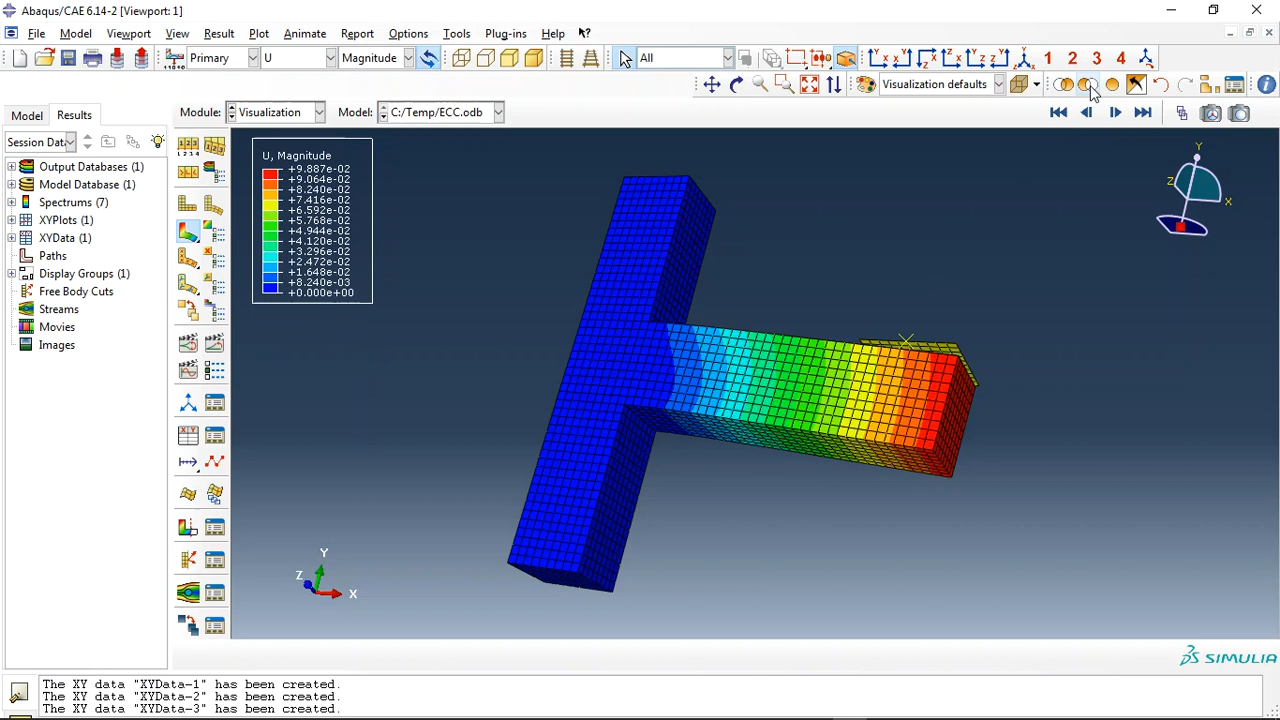 Abaqus/CAE 6.14-2 [Viewport: 1]
File Model Viewport View Result Plot Animate Report Options Tools Plug-ins Help
Primary U Magnitude All 1 2 3 4
Visualization defaults
Model Results Module: Visualization Model: C:/Temp/ECC.odb
Session Dat
Output Databases (1)
Model Database (1)
Spectrums (7)
XYPlots (1)
XYData (1)
Paths
Display Groups (1)
Free Body Cuts
Streams
Movies
Images
U, Magnitude
+9.887e-02
+9.064e-02
+8.240e-02
+7.416e-02
+6.592e-02
+5.768e-02
+4.944e-02
+4.120e-02
+3.296e-02
+2.472e-02
+1.648e-02
+8.240e-03
+0.000e+00
Y
Z
X
Y
Z
X
SIMULIA
The XY data "XYData-1" has been created.
The XY data "XYData-2" has been created.
The XY data "XYData-3" has been created.